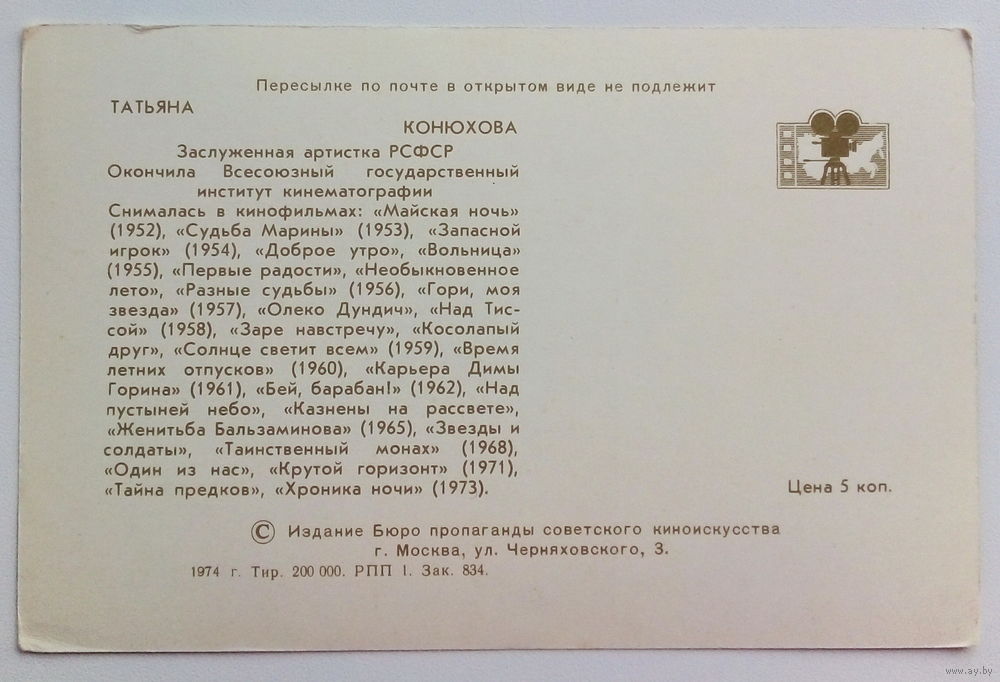 Пересылке по почте в открытом виде не подлежит
ТАТЬЯНА
КОНЮХОВА
Заслуженная артистка РСФСР
Окончила Всесоюзный государственный
институт кинематографии
Снималась в кинофильмах: «Майская ночь»
(1952), «Судьба Марины» (1953), «Запасной
игрок» (1954), «Доброе утро», «Вольница»
(1955), «Первые радости», «Необыкновенное
лето», «Разные судьбы» (1956), «Гори, моя
звезда» (1957), «Олеко Дундич», «Над Тис-
сой» (1958), «Заре навстречу», «Косолапый
друг», «Солнце светит всем» (1959), «Время
летних отпусков» (1960), «Карьера Димы
Горина» (1961), «Бей, барабан!» (1962), «Над
пустыней небо», «Казнены на рассвете»,
«Женитьба Бальзаминова» (1965), «Звезды и
солдаты», «Таинственный монах» (1968),
«Один из нас», «Крутой горизонт» (1971),
«Тайна предков», «Хроника ночи» (1973).
Цена 5 коп.
© Издание Бюро пропаганды советского киноискусства
г. Москва, ул. Черняховского, 3.
1974 г. Тир. 200 000. РПП 1. Зак. 834.
www.ay.by